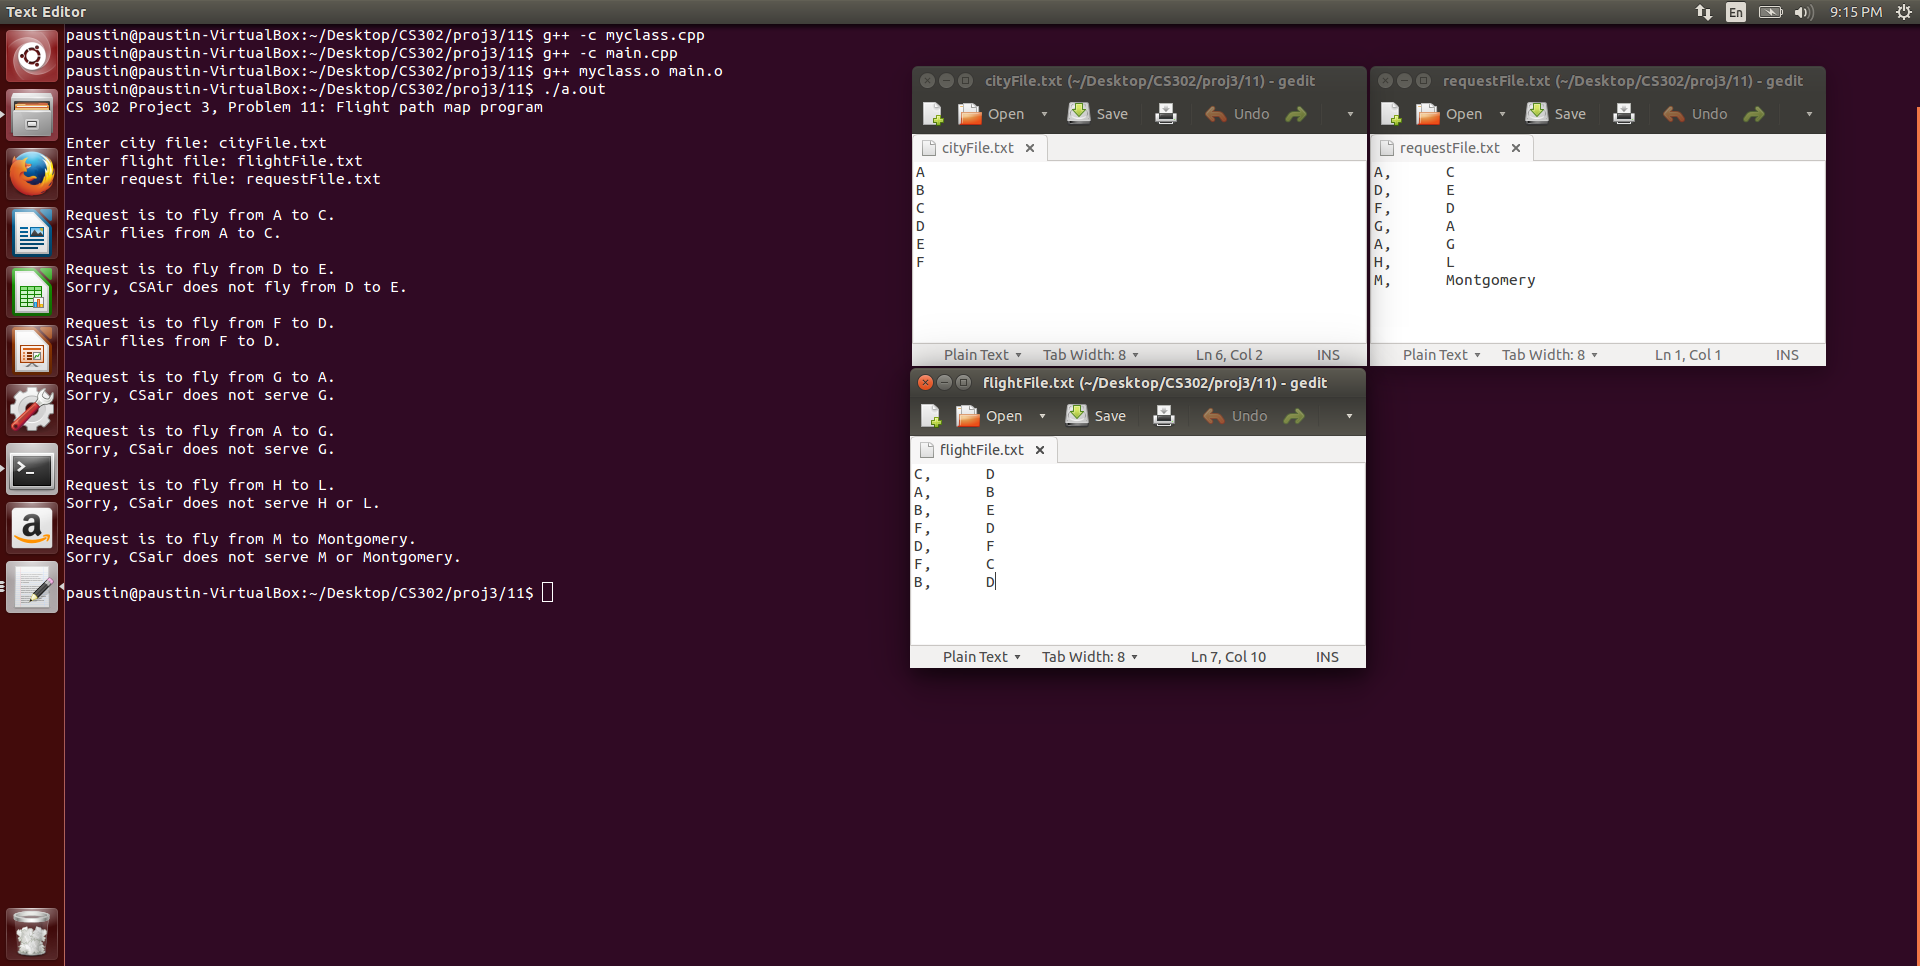 Text Editor
En
9:15 PM
paustin@paustin-VirtualBox:~/Desktop/CS302/proj3/11$ g++ -c myclass.cpp
paustin@paustin-VirtualBox:~/Desktop/CS302/proj3/11$ g++ -c main.cpp
paustin@paustin-VirtualBox:~/Desktop/CS302/proj3/11$ g++ myclass.o main.o
paustin@paustin-VirtualBox:~/Desktop/CS302/proj3/11$ ./a.out
CS 302 Project 3, Problem 11: Flight path map program
Enter city file: cityFile.txt
Enter flight file: flightFile.txt
Enter request file: requestFile.txt
Request is to fly from A to C.
CSAir flies from A to C.
Request is to fly from D to E.
Sorry, CSAir does not fly from D to E.
Request is to fly from F to D.
CSAir flies from F to D.
Request is to fly from G to A.
Sorry, CSair does not serve G.
Request is to fly from A to G.
Sorry, CSair does not serve G.
Request is to fly from H to L.
Sorry, CSair does not serve H or L.
Request is to fly from M to Montgomery.
Sorry, CSair does not serve M or Montgomery.
paustin@paustin-VirtualBox:~/Desktop/CS302/proj3/11$
cityFile.txt (~/Desktop/CS302/proj3/11) - gedit
Open Save Undo
cityFile.txt
A
B
C
D
E
F
Plain Text Tab Width: 8 Ln 6, Col 2 INS
requestFile.txt (~/Desktop/CS302/proj3/11) - gedit
Open Save Undo
requestFile.txt
A, C
D, E
F, D
G, A
A, G
H, L
M, Montgomery
Plain Text Tab Width: 8 Ln 1, Col 1 INS
flightFile.txt (~/Desktop/CS302/proj3/11) - gedit
Open Save Undo
flightFile.txt
C, D
A, B
B, E
F, D
D, F
F, C
B, D
Plain Text Tab Width: 8 Ln 7, Col 10 INS